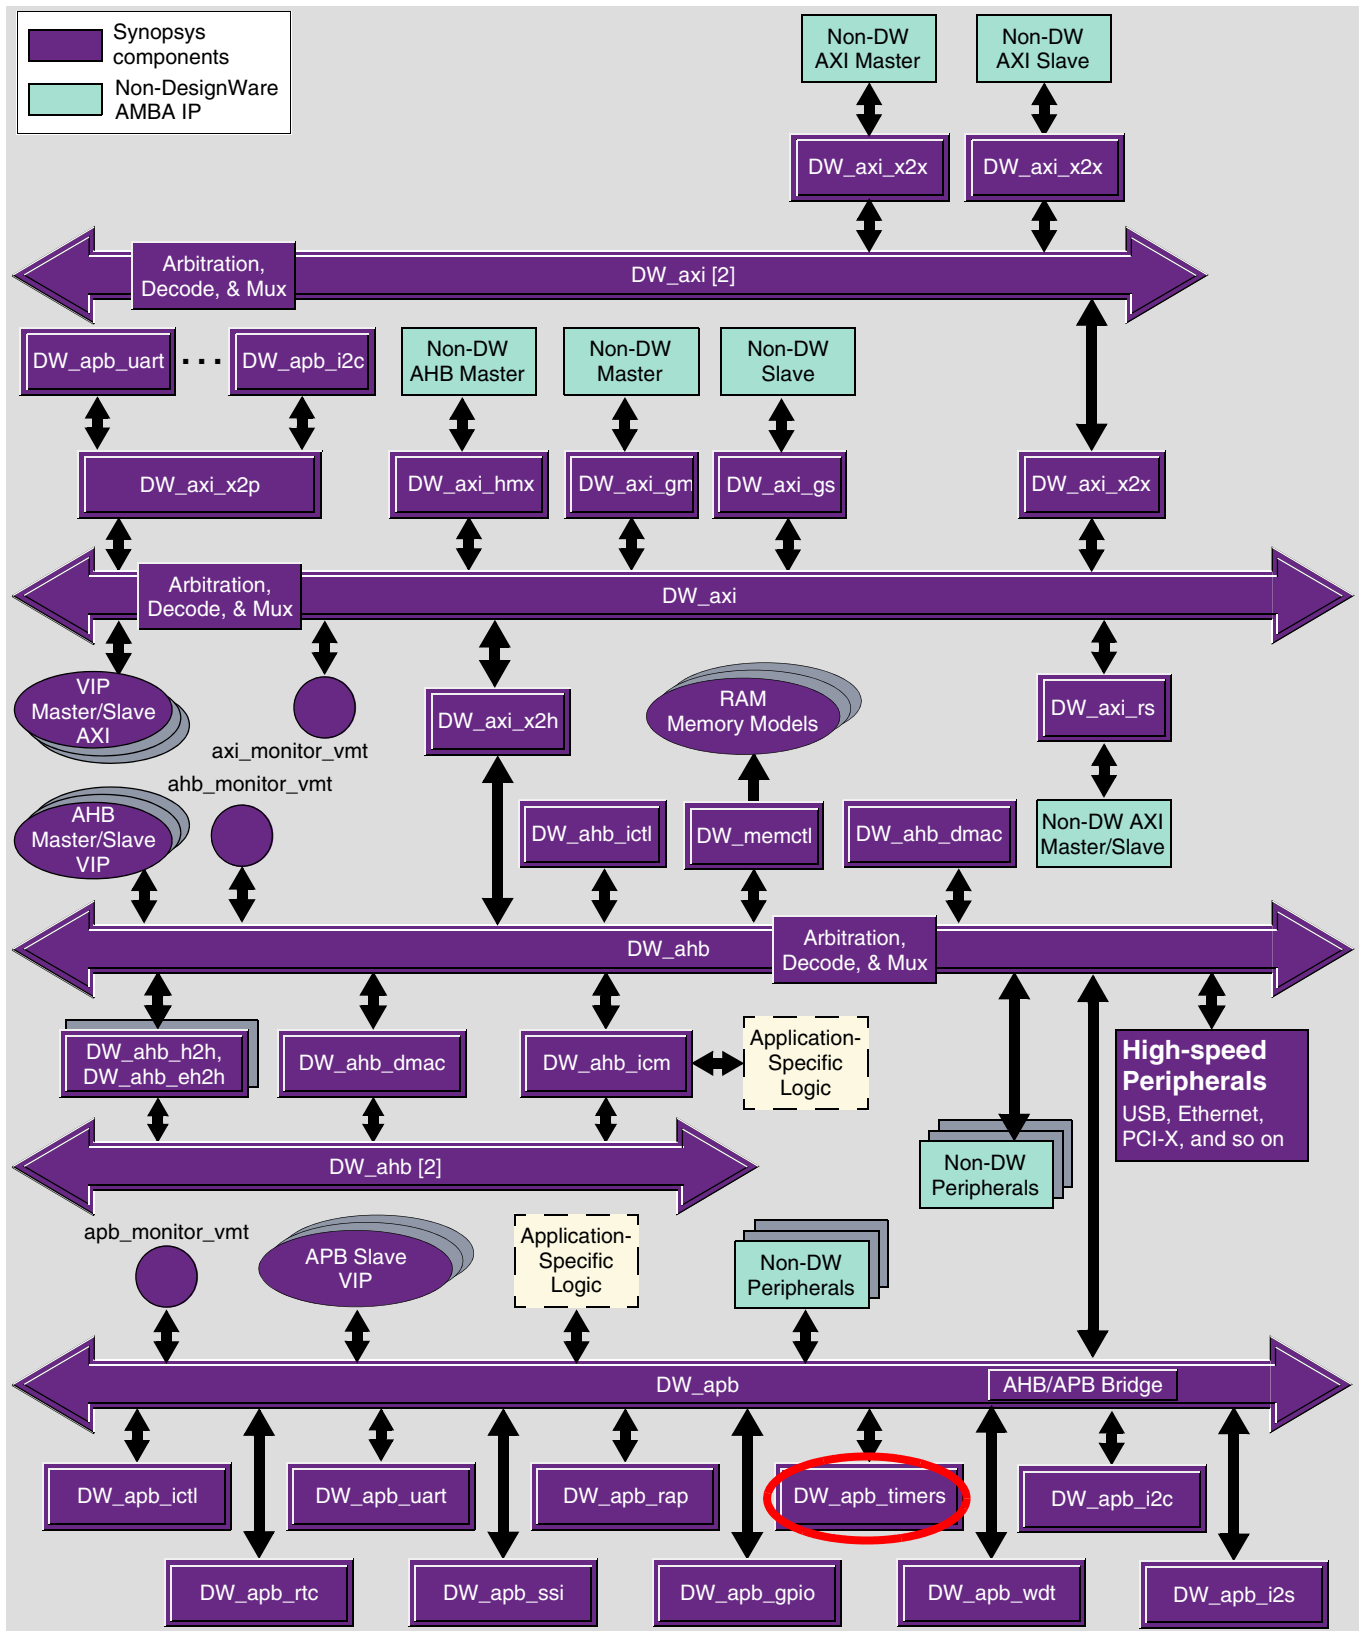 Synopsys
components
Non-DesignWare
AMBA IP
Non-DW
AXI Master
Non-DW
AXI Slave
DW_axi_x2x
DW_axi_x2x
Arbitration,
Decode, & Mux
DW_axi [2]
DW_apb_uart
. . .
DW_apb_i2c
Non-DW
AHB Master
Non-DW
Master
Non-DW
Slave
DW_axi_x2p
DW_axi_hmx
DW_axi_gm
DW_axi_gs
DW_axi_x2x
Arbitration,
Decode, & Mux
DW_axi
VIP
Master/Slave
AXI
axi_monitor_vmt
DW_axi_x2h
RAM
Memory Models
DW_axi_rs
ahb_monitor_vmt
AHB
Master/Slave
VIP
DW_ahb_ictl
DW_memctl
DW_ahb_dmac
Non-DW AXI
Master/Slave
DW_ahb
Arbitration,
Decode, & Mux
DW_ahb_h2h,
DW_ahb_eh2h
DW_ahb_dmac
DW_ahb_icm
Application-
Specific
Logic
High-speed
Peripherals
USB, Ethernet,
PCI-X, and so on
DW_ahb [2]
Non-DW
Peripherals
apb_monitor_vmt
APB Slave
VIP
Application-
Specific
Logic
Non-DW
Peripherals
DW_apb
AHB/APB Bridge
DW_apb_ictl
DW_apb_uart
DW_apb_rap
DW_apb_timers
DW_apb_i2c
DW_apb_rtc
DW_apb_ssi
DW_apb_gpio
DW_apb_wdt
DW_apb_i2s